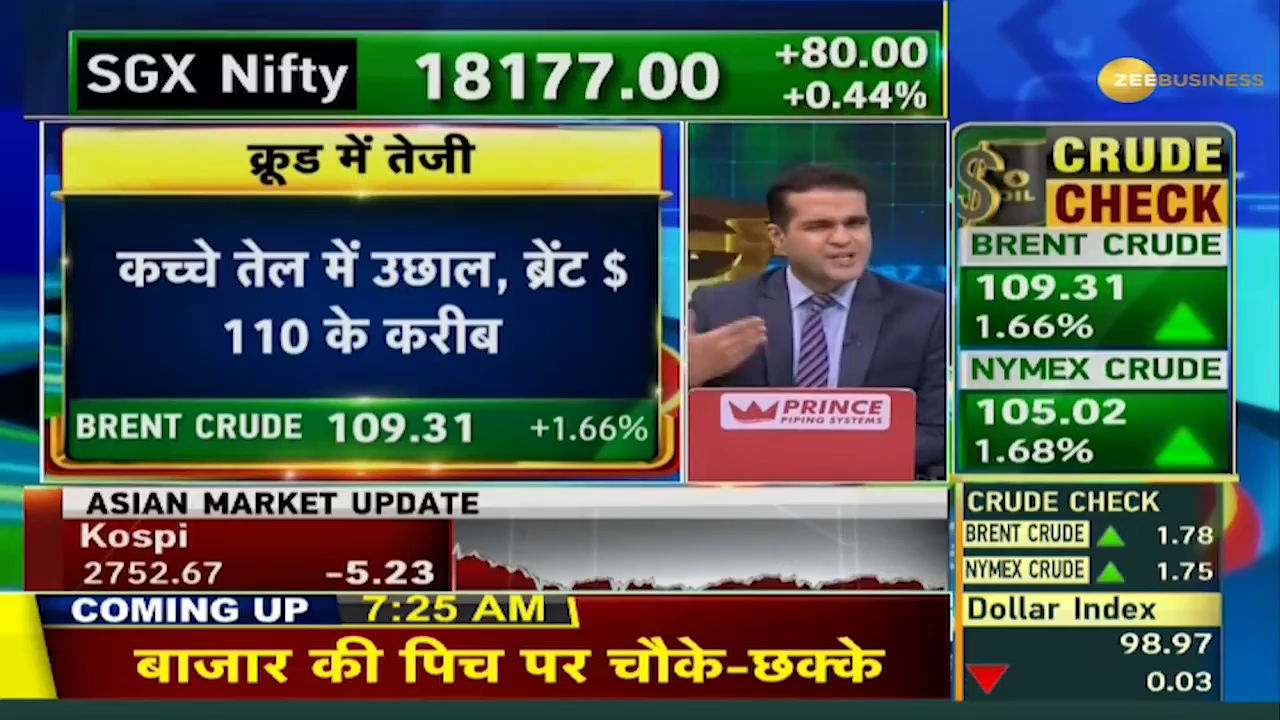 SGX Nifty 18177.00 +80.00
+0.44%
ZEEBUSINESS
क्रूड में तेजी
कच्चे तेल में उछाल, ब्रेंट $
110 के करीब
BRENT CRUDE 109.31 +1.66%
PRINCE
PIPING SYSTEMS
$ OIL
CRUDE
CHECK
BRENT CRUDE
109.31
1.66%
NYMEX CRUDE
105.02
1.68%
ASIAN MARKET UPDATE
Kospi
2752.67 -5.23
CRUDE CHECK
BRENT CRUDE 1.78
NYMEX CRUDE 1.75
Dollar Index
98.97
0.03
COMING UP 7:25 AM
बाजार की पिच पर चौके-छक्के